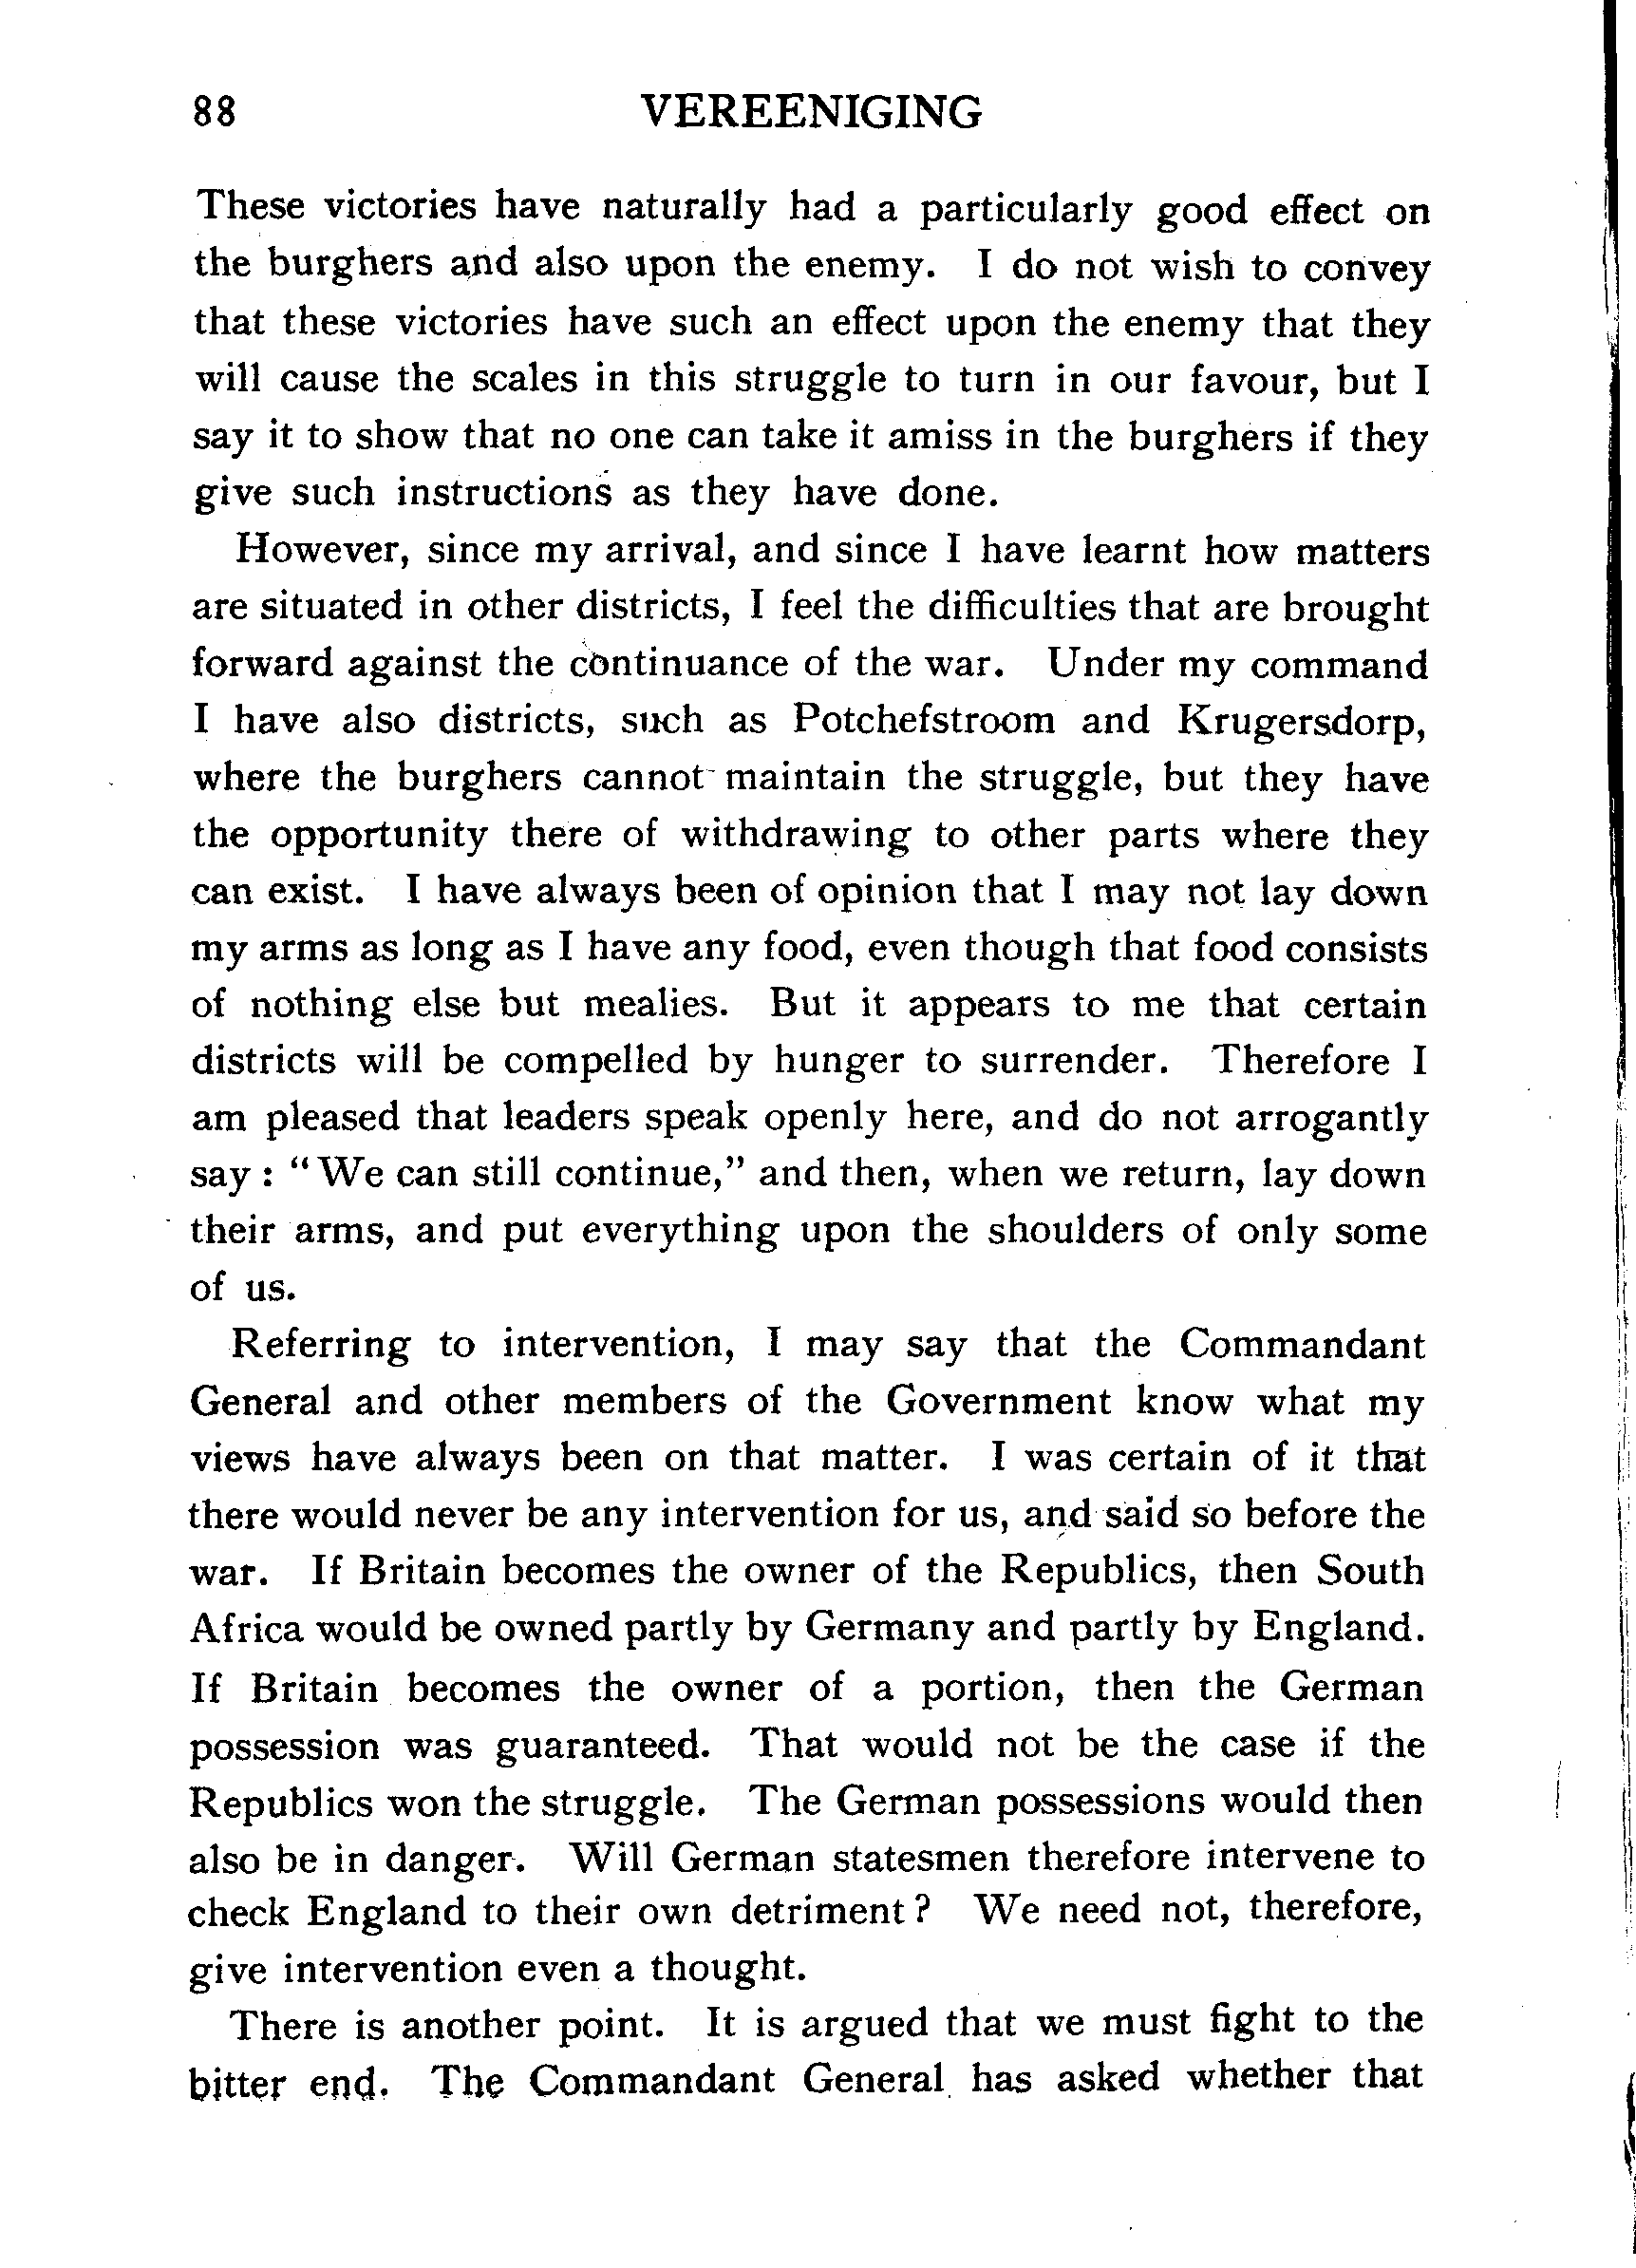 88 VEREENIGING
These victories have naturally had a particularly good effect on
the burghers and also upon the enemy. I do not wish to convey
that these victories have such an effect upon the enemy that they
will cause the scales in this struggle to turn in our favour, but I
say it to show that no one can take it amiss in the burghers if they
give such instructions as they have done.
However, since my arrival, and since I have learnt how matters
are situated in other districts, I feel the difficulties that are brought
forward against the continuance of the war. Under my command
I have also districts, such as Potchefstroom and Krugersdorp,
where the burghers cannot maintain the struggle, but they have
the opportunity there of withdrawing to other parts where they
can exist. I have always been of opinion that I may not lay down
my arms as long as I have any food, even though that food consists
of nothing else but mealies. But it appears to me that certain
districts will be compelled by hunger to surrender. Therefore I
am pleased that leaders speak openly here, and do not arrogantly
say : “ We can still continue,” and then, when we return, lay down
their arms, and put everything upon the shoulders of only some
of us.
Referring to intervention, I may say that the Commandant
General and other members of the Government know what my
views have always been on that matter. I was certain of it that
there would never be any intervention for us, and said so before the
war. If Britain becomes the owner of the Republics, then South
Africa would be owned partly by Germany and partly by England.
If Britain becomes the owner of a portion, then the German
possession was guaranteed. That would not be the case if the
Republics won the struggle. The German possessions would then
also be in danger. Will German statesmen therefore intervene to
check England to their own detriment ? We need not, therefore,
give intervention even a thought.
There is another point. It is argued that we must fight to the
bitter end. The Commandant General has asked whether that